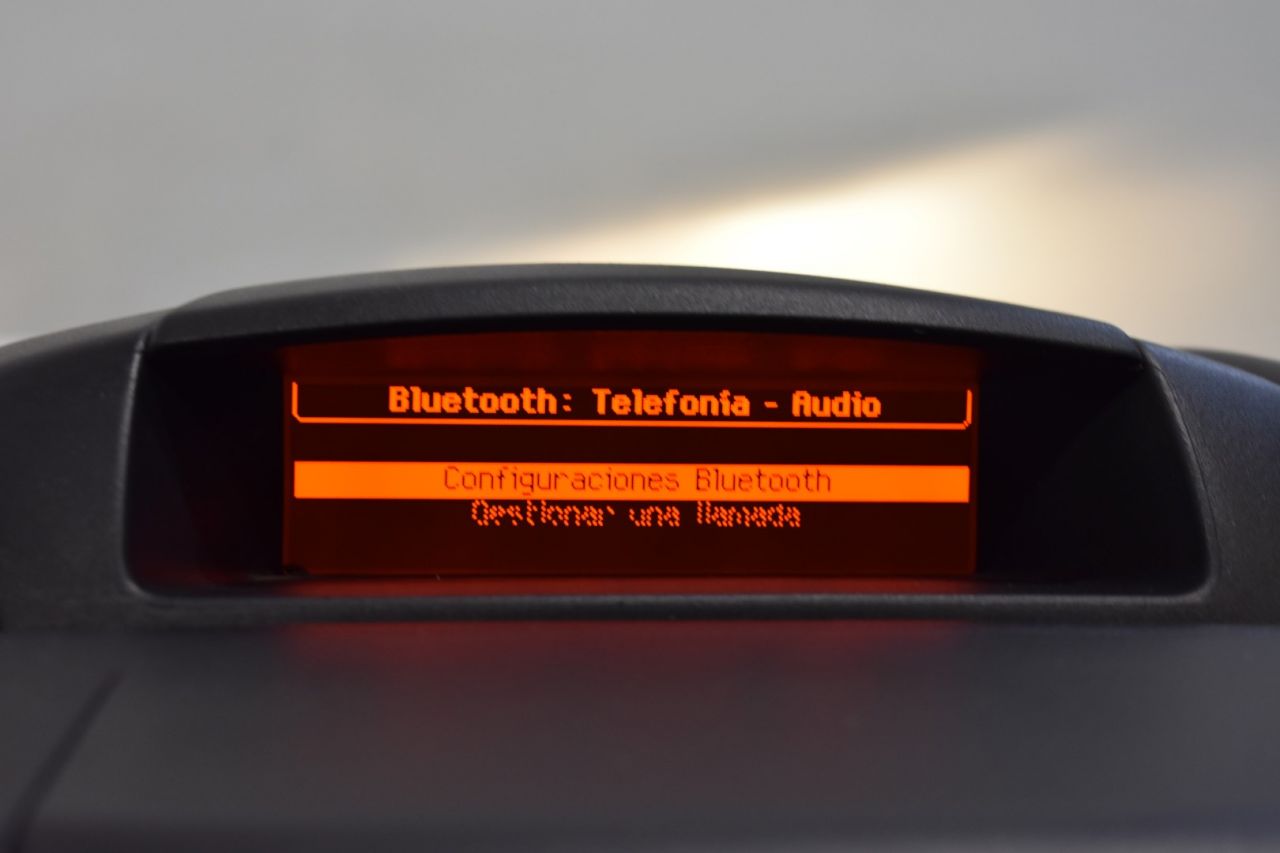 Bluetooth: Telefonía - Audio
Configuraciones Bluetooth
Gestionar una llamada